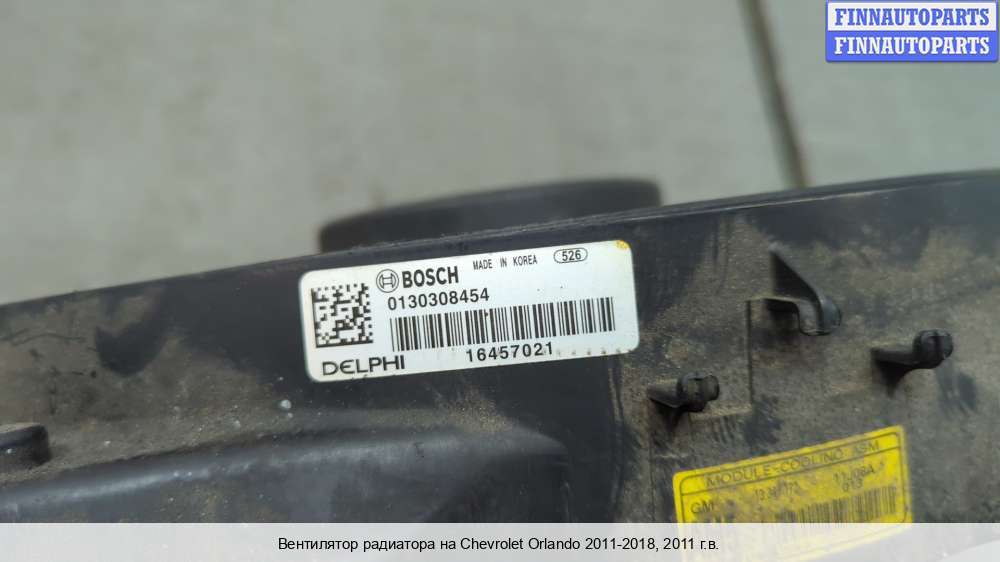 FINNAUTOPARTS
FINNAUTOPARTS
BOSCH MADE IN KOREA 526
0130308454
DELPHI 16457021
MODULE-COOLING
GM
Вентилятор радиатора на Chevrolet Orlando 2011-2018, 2011 г.в.